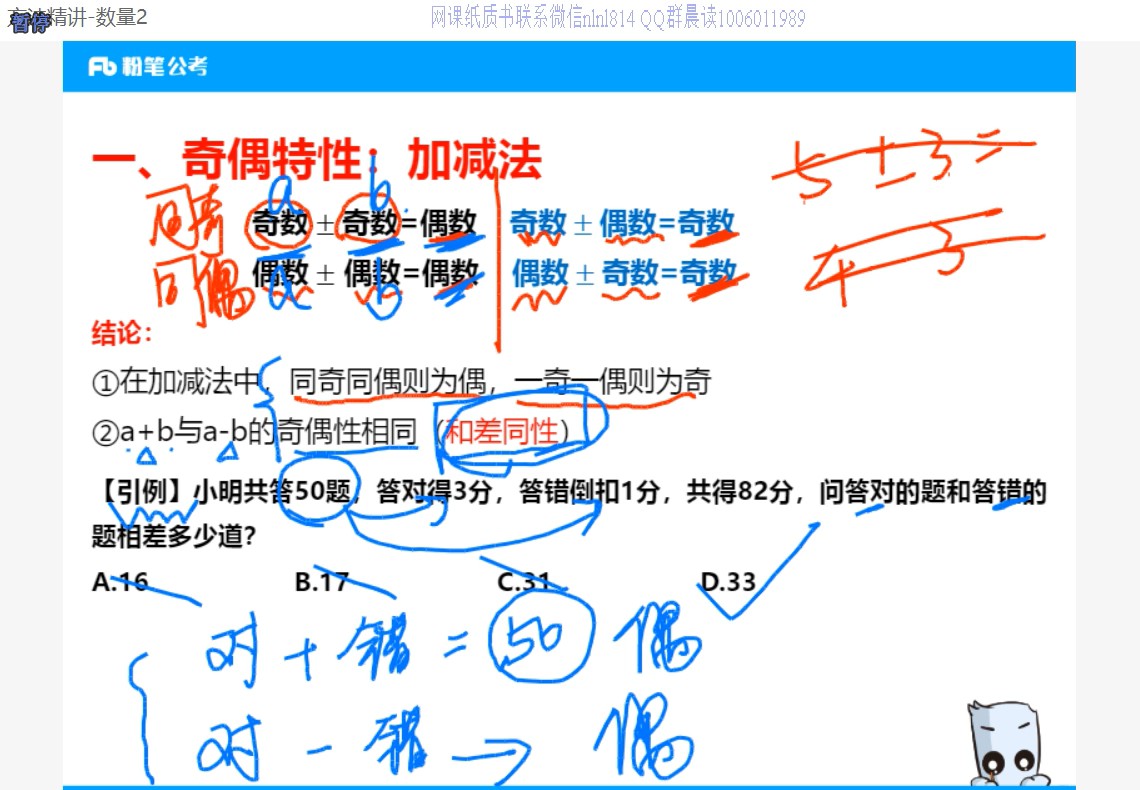 方法精讲-数量2
暂停
网课纸质书联系微信nlnl814 QQ群晨读1006011989
Fb 粉笔公考
一、奇偶特性：加减法
a b
5 + 3 =
同奇 奇数±奇数=偶数 奇数±偶数=奇数
同偶 偶数±偶数=偶数 偶数±奇数=奇数
a b
4 3
结论：
①在加减法中，同奇同偶则为偶，一奇一偶则为奇
②a+b与a-b的奇偶性相同（和差同性）
【引例】小明共答50题，答对得3分，答错倒扣1分，共得82分，问答对的题和答错的
题相差多少道？
A.16 B.17 C.31 D.33
对 + 错 = 50 偶
对 - 错 → 偶